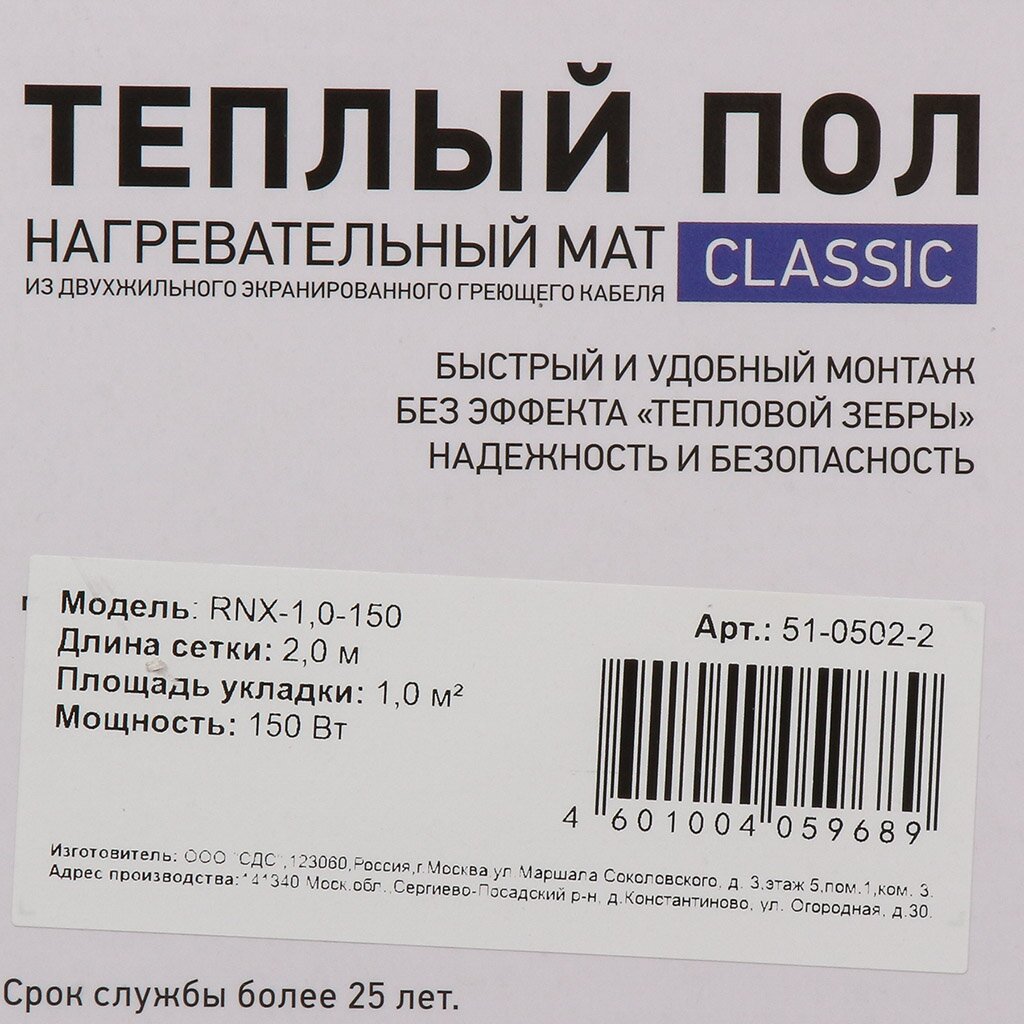 ТЕПЛЫЙ ПОЛ
НАГРЕВАТЕЛЬНЫЙ МАТ CLASSIC
ИЗ ДВУХЖИЛЬНОГО ЭКРАНИРОВАННОГО ГРЕЮЩЕГО КАБЕЛЯ
БЫСТРЫЙ И УДОБНЫЙ МОНТАЖ
БЕЗ ЭФФЕКТА «ТЕПЛОВОЙ ЗЕБРЫ»
НАДЕЖНОСТЬ И БЕЗОПАСНОСТЬ
Модель: RNX-1,0-150
Длина сетки: 2,0 м
Площадь укладки: 1,0 м²
Мощность: 150 Вт
Арт.: 51-0502-2
4 601004 059689
Изготовитель: ООО "СДС",123060,Россия,г.Москва ул.Маршала Соколовского, д. 3,этаж 5,пом.1,ком. 3.
Адрес производства: 141340 Моск.обл., Сергиево-Посадский р-н, д.Константиново, ул. Огородная, д.30.
Срок службы более 25 лет.